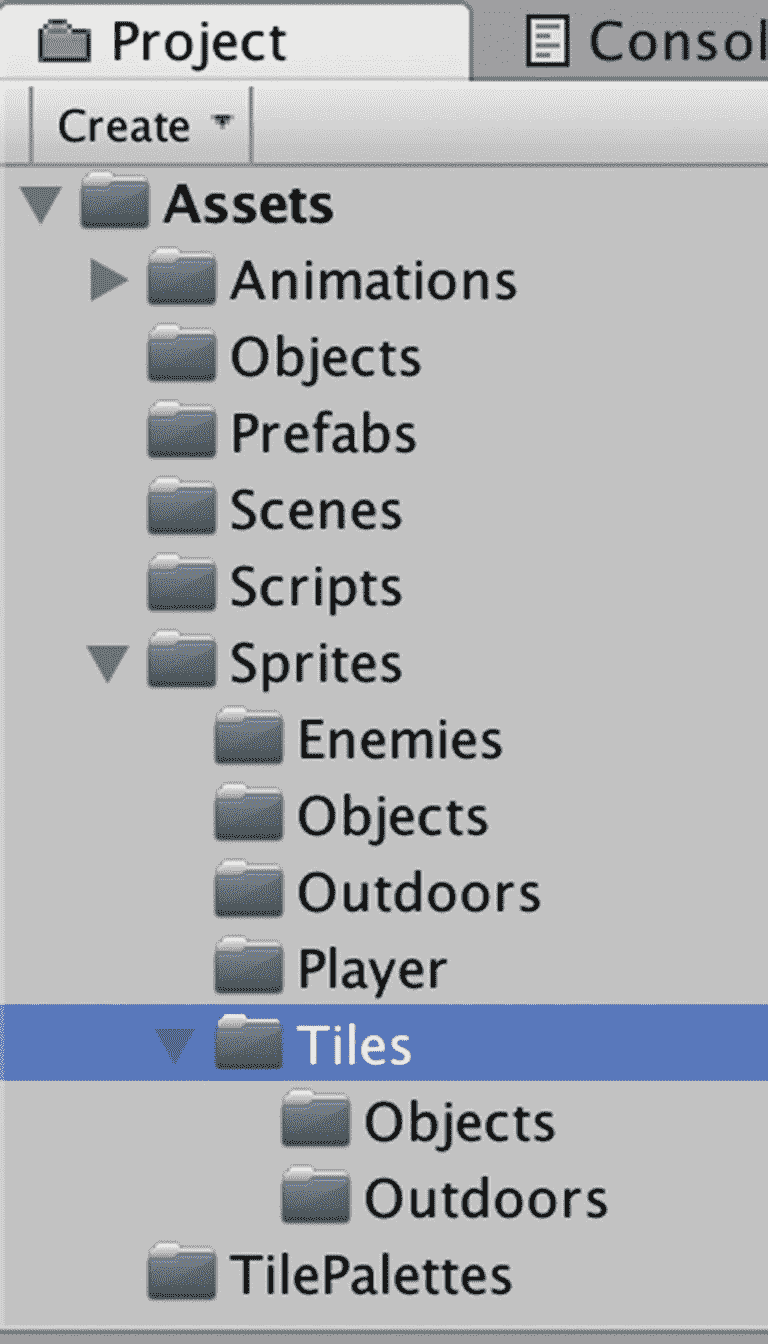 Project Consol
Create
Assets
Animations
Objects
Prefabs
Scenes
Scripts
Sprites
Enemies
Objects
Outdoors
Player
Tiles
Objects
Outdoors
TilePalettes